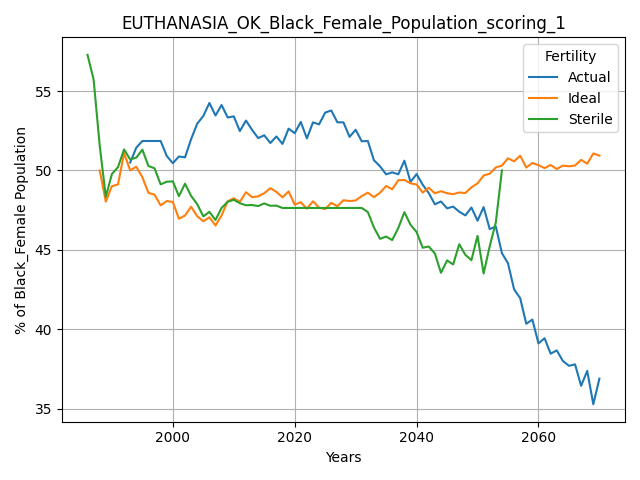 EUTHANASIA_OK_Black_Female_Population_scoring_1
Fertility
Actual
Ideal
Sterile
% of Black_Female Population
55
50
45
40
35
2000
2020
2040
2060
Years